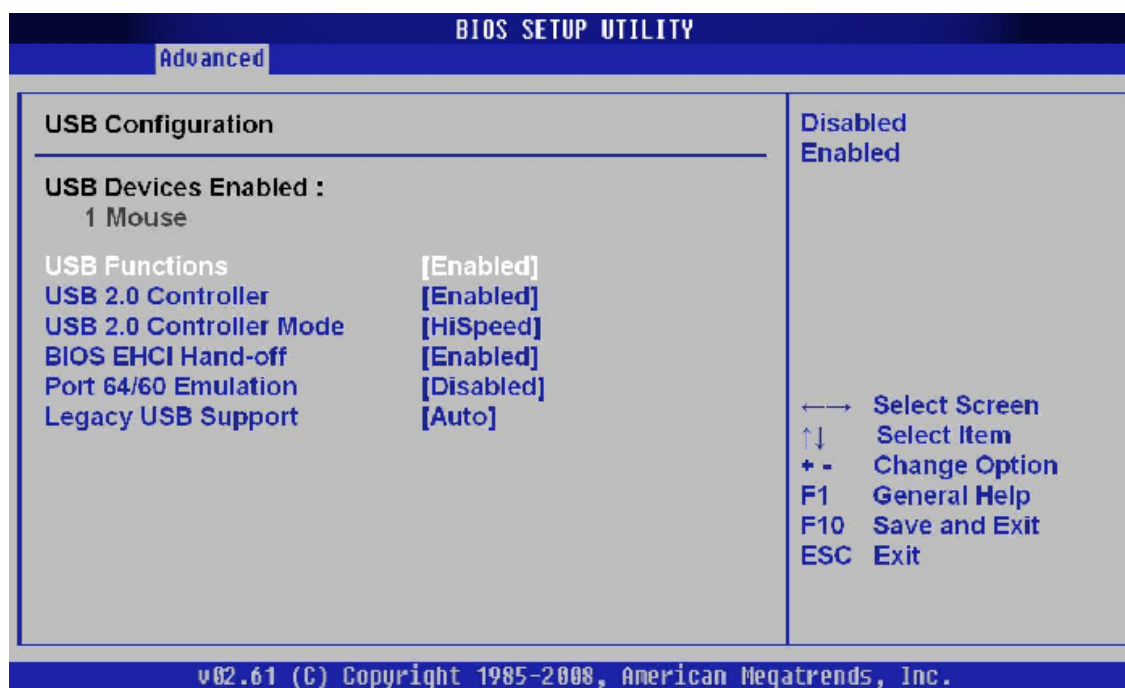 BIOS SETUP UTILITY
Advanced
USB Configuration
USB Devices Enabled :
1 Mouse
USB Functions [Enabled]
USB 2.0 Controller [Enabled]
USB 2.0 Controller Mode [HiSpeed]
BIOS EHCI Hand-off [Enabled]
Port 64/60 Emulation [Disabled]
Legacy USB Support [Auto]
Disabled
Enabled
←→ Select Screen
↑↓ Select Item
+ - Change Option
F1 General Help
F10 Save and Exit
ESC Exit
v02.61 (C) Copyright 1985-2008, American Megatrends, Inc.